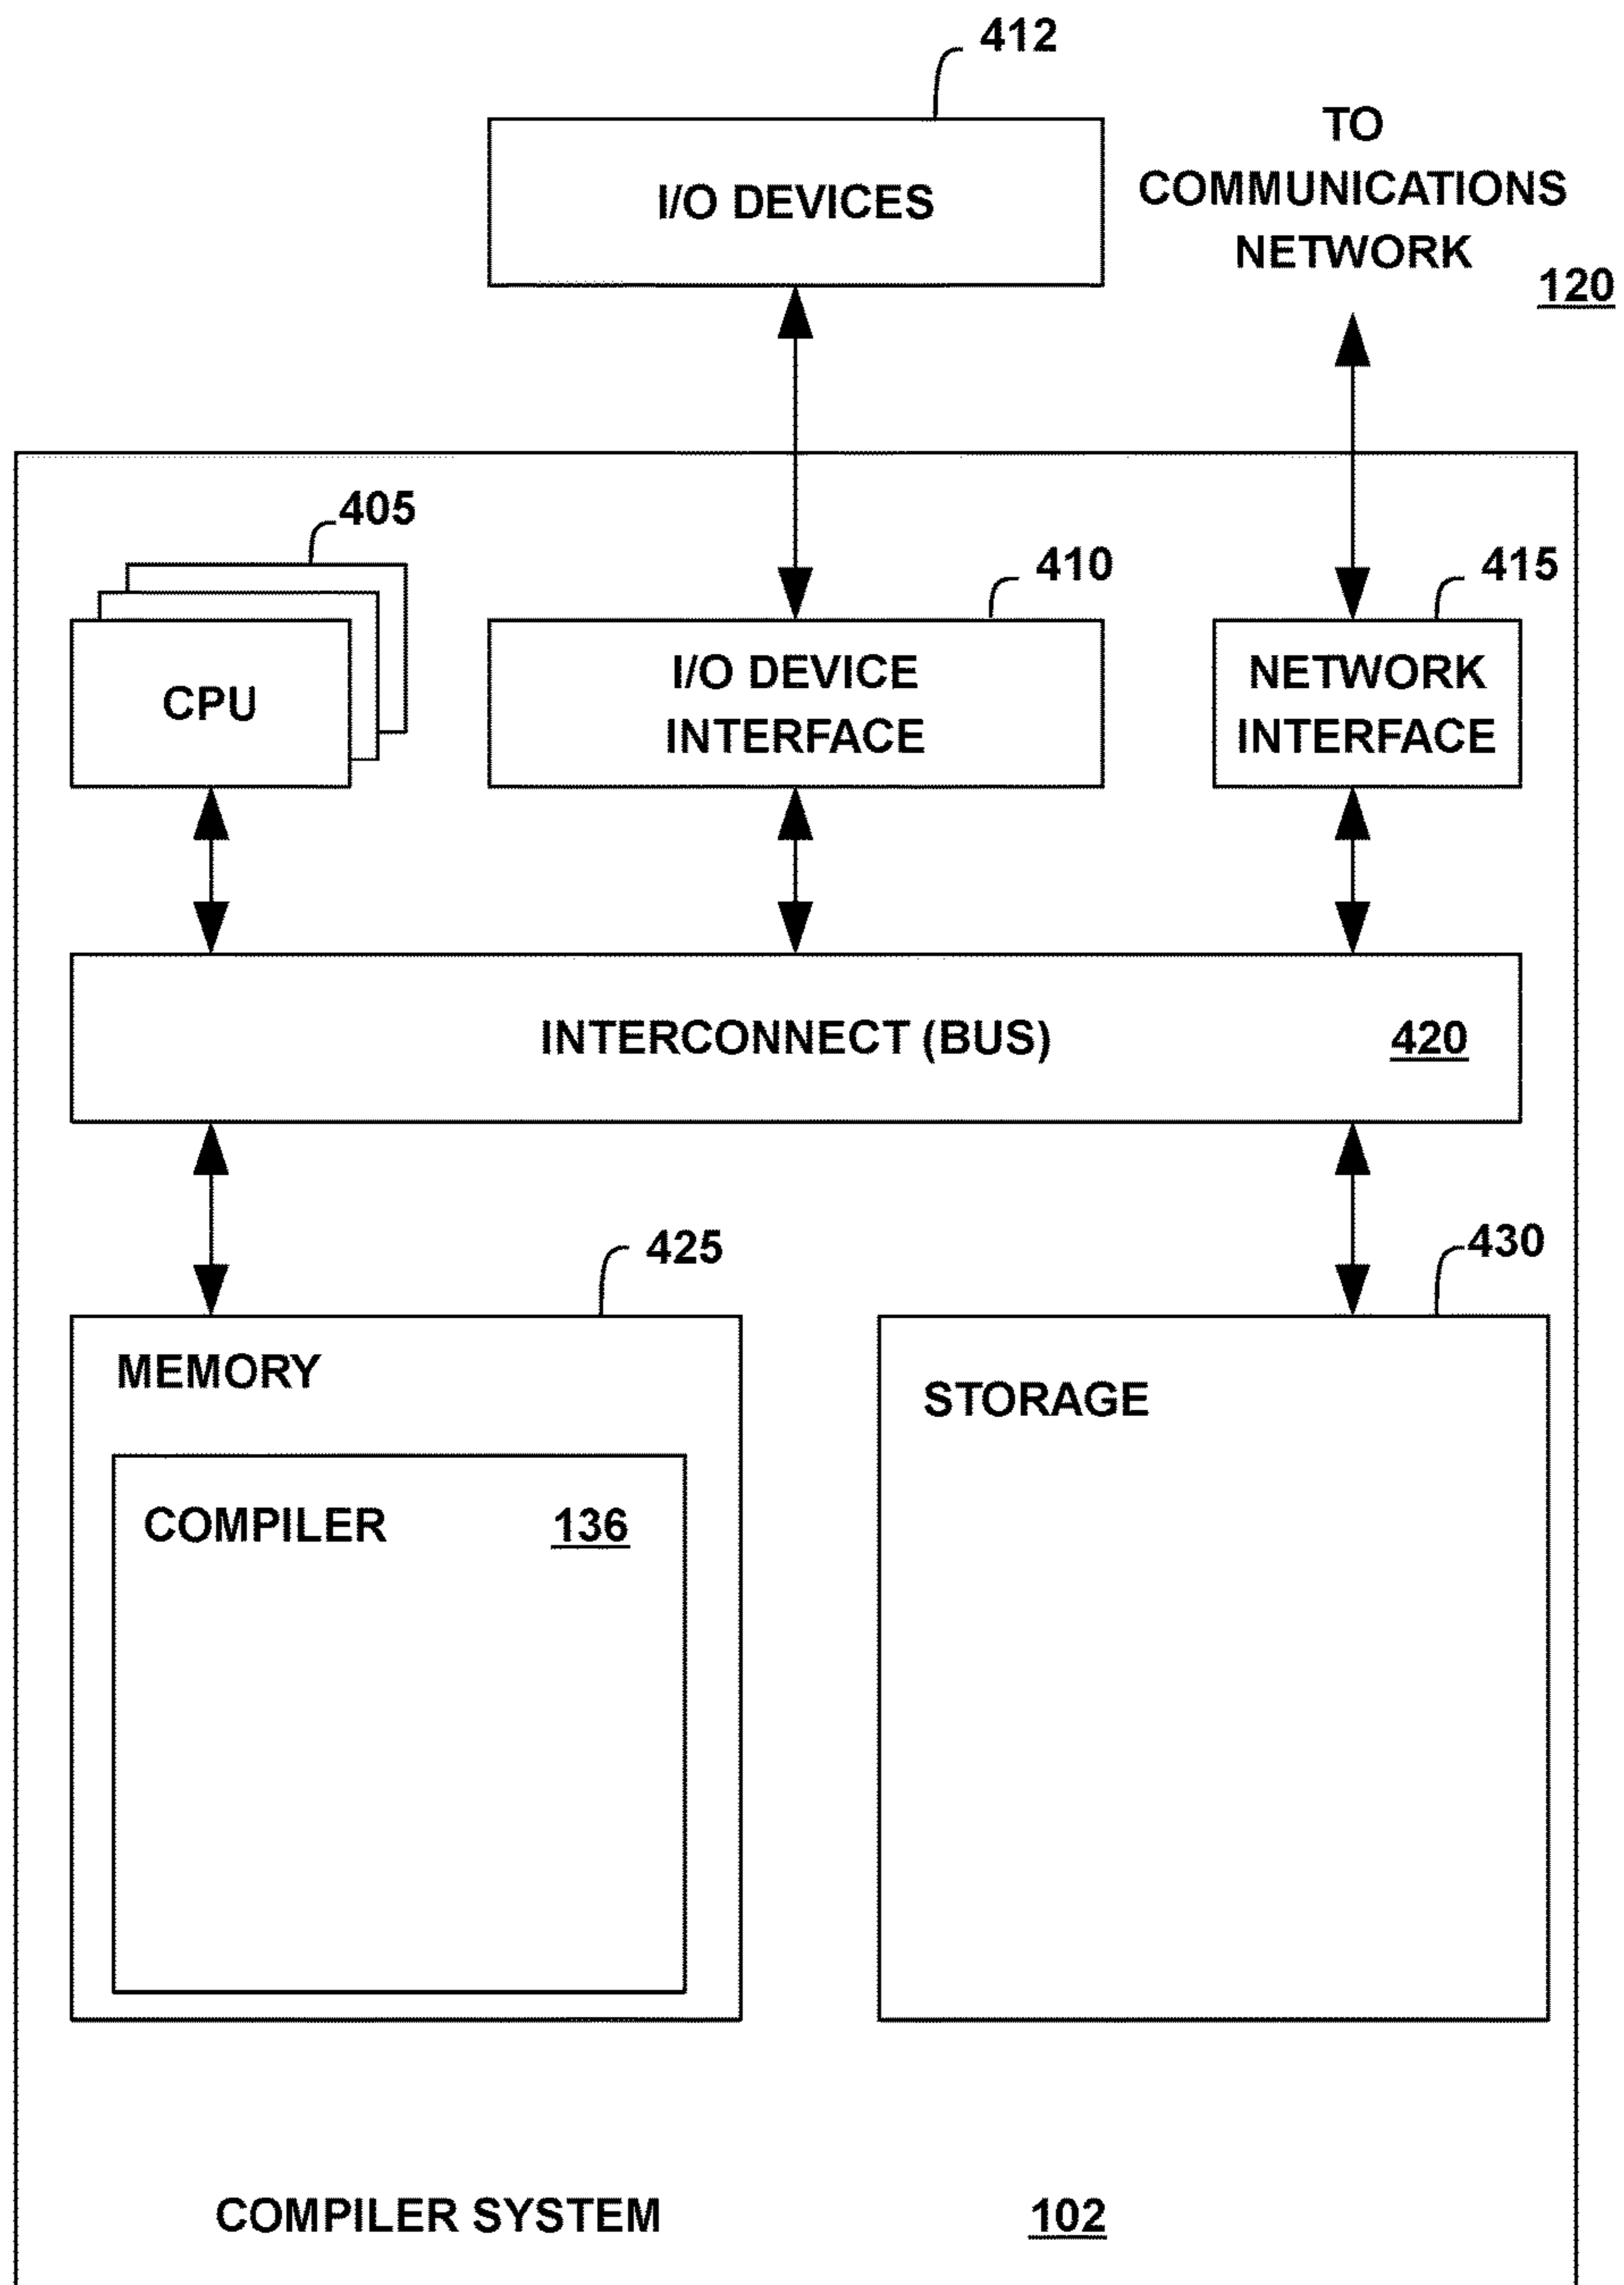 412
I/O DEVICES
TO
COMMUNICATIONS
NETWORK
120
405
410
415
CPU
I/O DEVICE
INTERFACE
NETWORK
INTERFACE
INTERCONNECT (BUS)
420
425
430
MEMORY
STORAGE
COMPILER
136
COMPILER SYSTEM
102